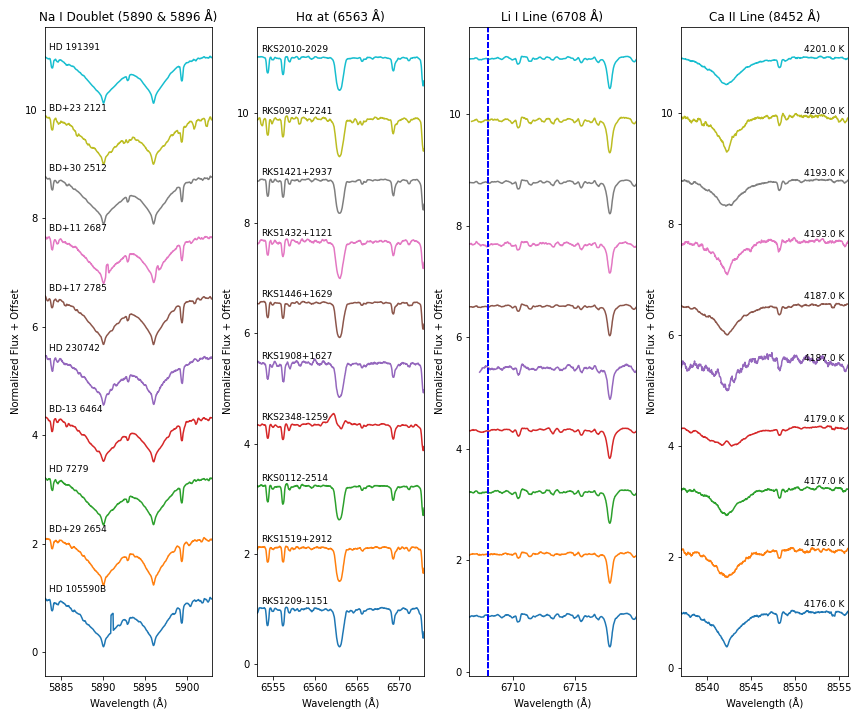 Na I Doublet (5890 & 5896 Å)
Normalized Flux + Offset
10
8
6
4
2
0
HD 191391
BD+23 2121
BD+30 2512
BD+11 2687
BD+17 2785
HD 230742
BD-13 6464
HD 7279
BD+29 2654
HD 105590B
5885 5890 5895 5900
Wavelength (Å)
Hα at (6563 Å)
Normalized Flux + Offset
10
8
6
4
2
0
RKS2010-2029
RKS0937+2241
RKS1421+2937
RKS1432+1121
RKS1446+1629
RKS1908+1627
RKS2348-1259
RKS0112-2514
RKS1519+2912
RKS1209-1151
6555 6560 6565 6570
Wavelength (Å)
Li I Line (6708 Å)
Normalized Flux + Offset
10
8
6
4
2
0
6710 6715
Wavelength (Å)
Ca II Line (8452 Å)
Normalized Flux + Offset
10
8
6
4
2
0
4201.0 K
4200.0 K
4193.0 K
4193.0 K
4187.0 K
4187.0 K
4179.0 K
4177.0 K
4176.0 K
4176.0 K
8540 8545 8550 8555
Wavelength (Å)